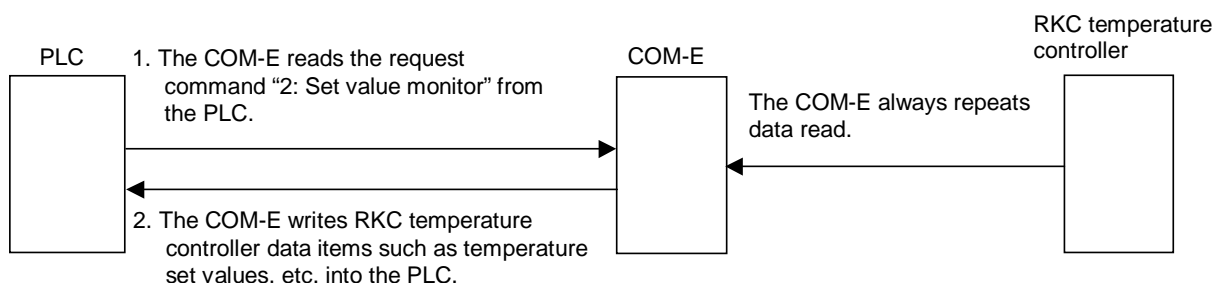 RKC temperature
controller
PLC
1. The COM-E reads the request
command “2: Set value monitor” from
the PLC.
COM-E
The COM-E always repeats
data read.
2. The COM-E writes RKC temperature
controller data items such as temperature
set values, etc. into the PLC.